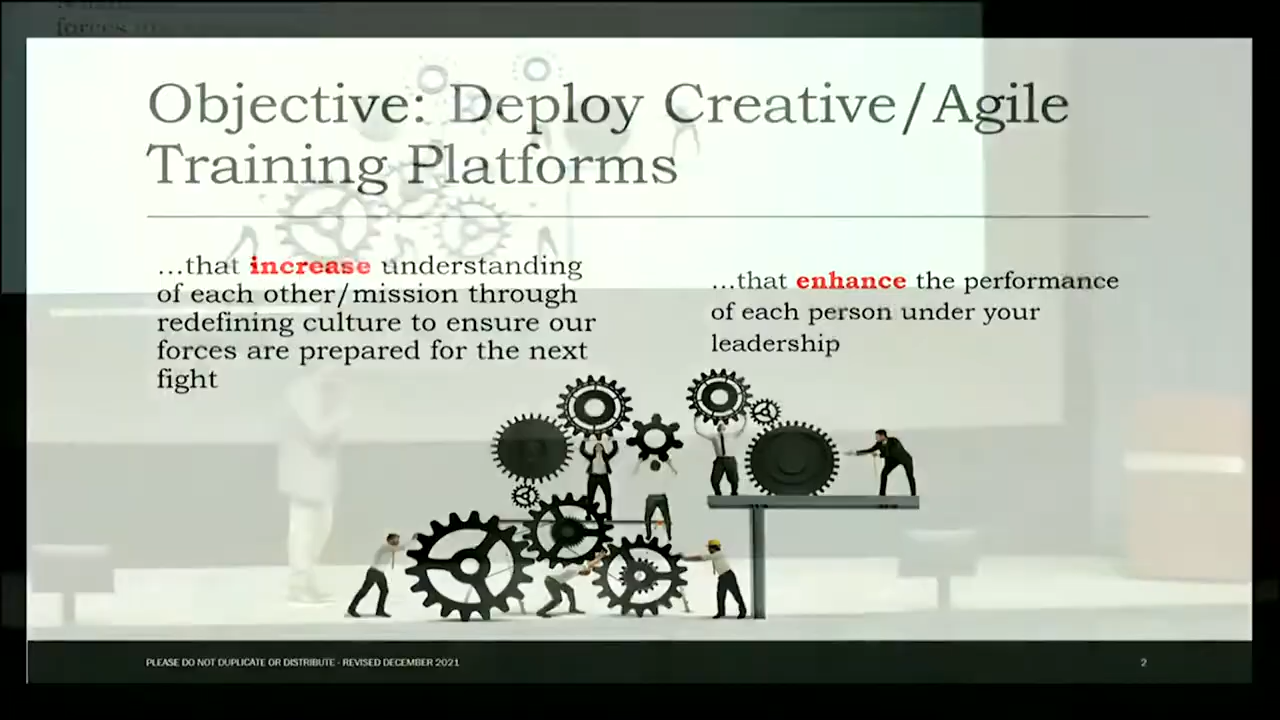 Objective: Deploy Creative/Agile
Training Platforms
...that increase understanding
of each other/mission through
redefining culture to ensure our
forces are prepared for the next
fight
...that enhance the performance
of each person under your
leadership
PLEASE DO NOT DUPLICATE OR DISTRIBUTE - REVISED DECEMBER 2021
2